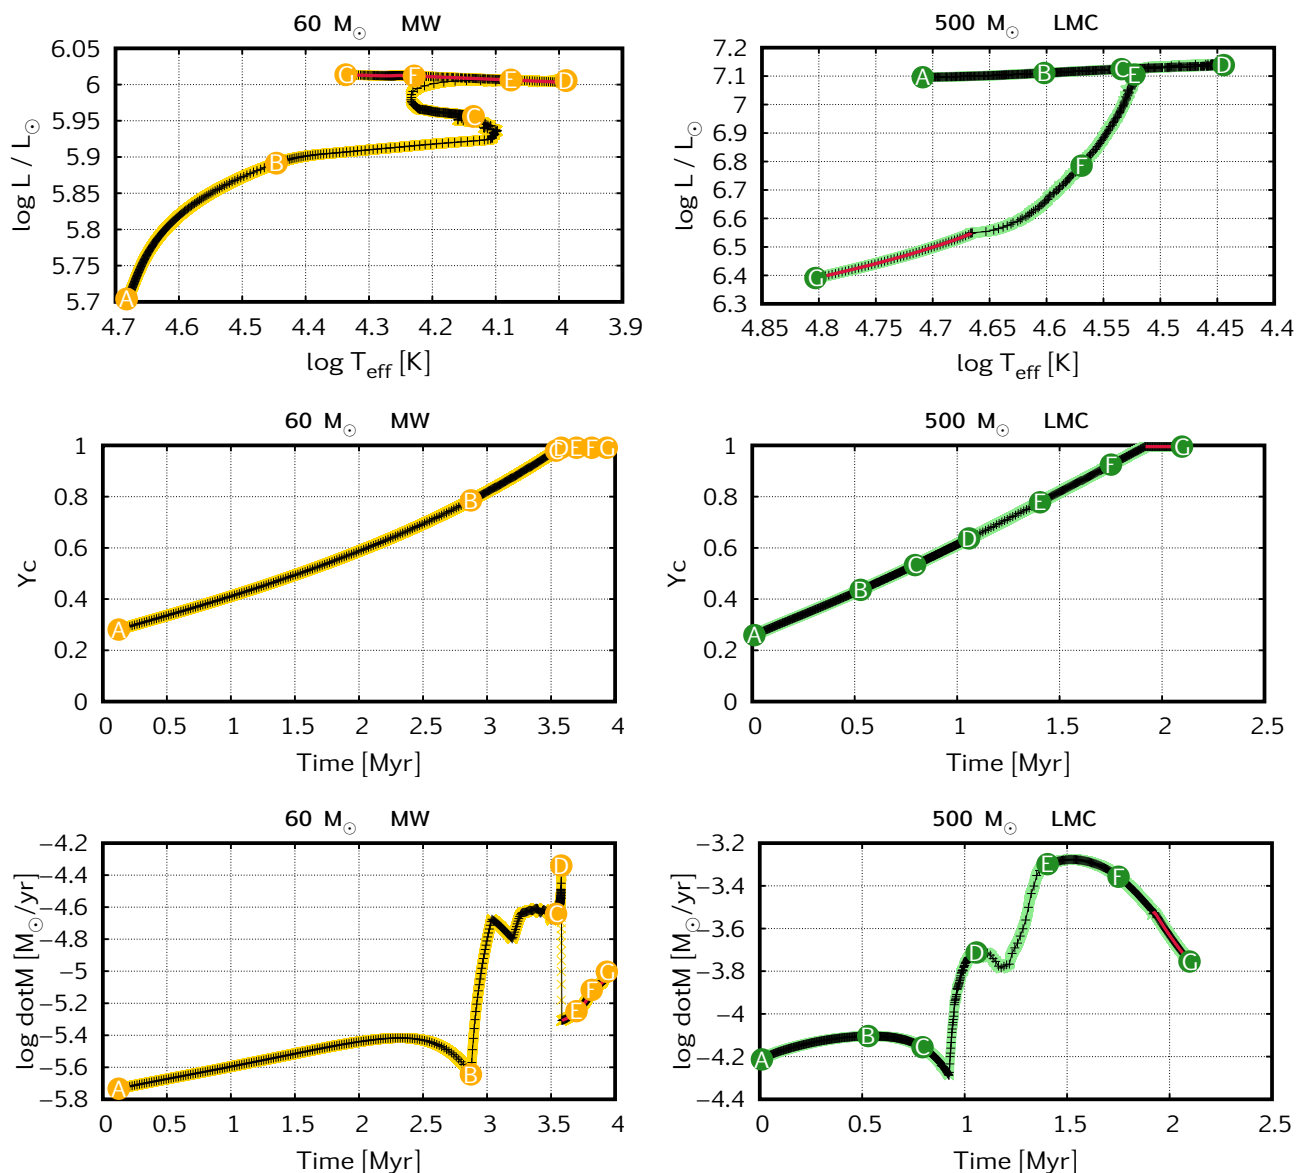 60 M☉ MW
log L / L☉
6.05
6
5.95
5.9
5.85
5.8
5.75
5.7
G F E D
C
B
A
4.7 4.6 4.5 4.4 4.3 4.2 4.1 4 3.9
log Teff [K]
500 M☉ LMC
log L / L☉
7.2
7.1
7
6.9
6.8
6.7
6.6
6.5
6.4
6.3
A B C E D
F
G
4.85 4.8 4.75 4.7 4.65 4.6 4.55 4.5 4.45 4.4
log Teff [K]
60 M☉ MW
Yc
1
0.8
0.6
0.4
0.2
0
A B C D E F G
0 0.5 1 1.5 2 2.5 3 3.5 4
Time [Myr]
500 M☉ LMC
Yc
1
0.8
0.6
0.4
0.2
0
A B C D E F G
0 0.5 1 1.5 2 2.5
Time [Myr]
60 M☉ MW
log dotM [M☉/yr]
−4.2
−4.4
−4.6
−4.8
−5
−5.2
−5.4
−5.6
−5.8
A B C D E F G
0 0.5 1 1.5 2 2.5 3 3.5 4
Time [Myr]
500 M☉ LMC
log dotM [M☉/yr]
−3.2
−3.4
−3.6
−3.8
−4
−4.2
−4.4
A B C D E F G
0 0.5 1 1.5 2 2.5
Time [Myr]